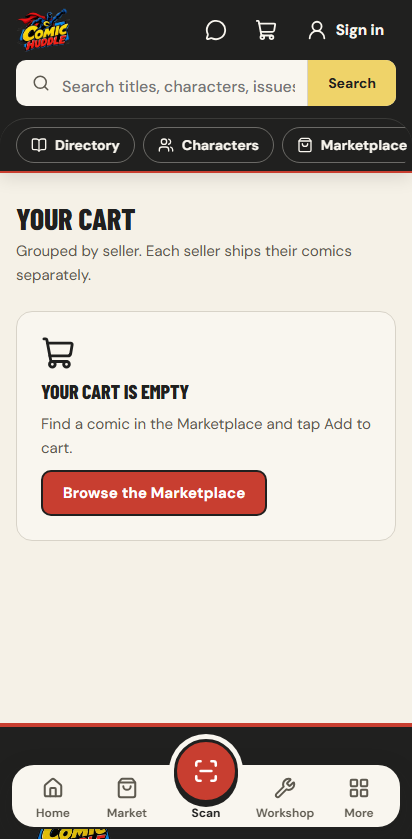 COMIC
HUDDLE
Sign in
Search titles, characters, issues
Search
Directory
Characters
Marketplace
YOUR CART
Grouped by seller. Each seller ships their comics
separately.
YOUR CART IS EMPTY
Find a comic in the Marketplace and tap Add to
cart.
Browse the Marketplace
Home
Market
Scan
Workshop
More